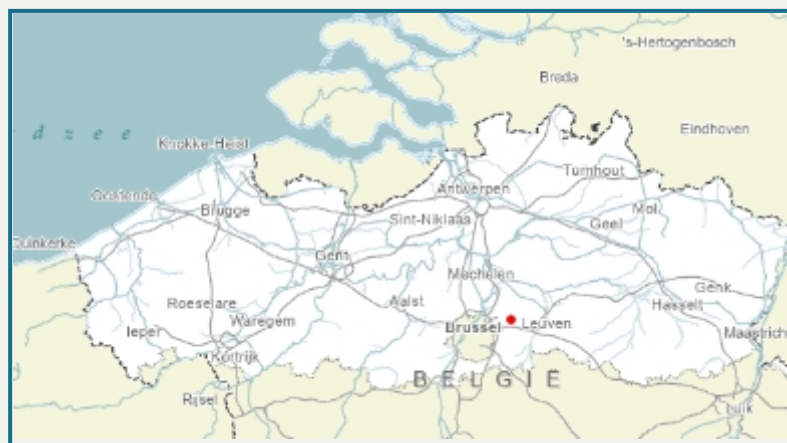 's-Hertogenbosch
Breda
d z e e
Eindhoven
Knokke-Heist
Turnhout
Oostende
Antwerpen
Brugge
Mol
Sint-Niklaas
Geel
Duinkerke
Gent
Mechelen
Genk
Roeselare
Aalst
Hasselt
Waregem
Ieper
Brussel
Leuven
Maastrich
Kortrijk
BELGIË
Rijsel
Luik